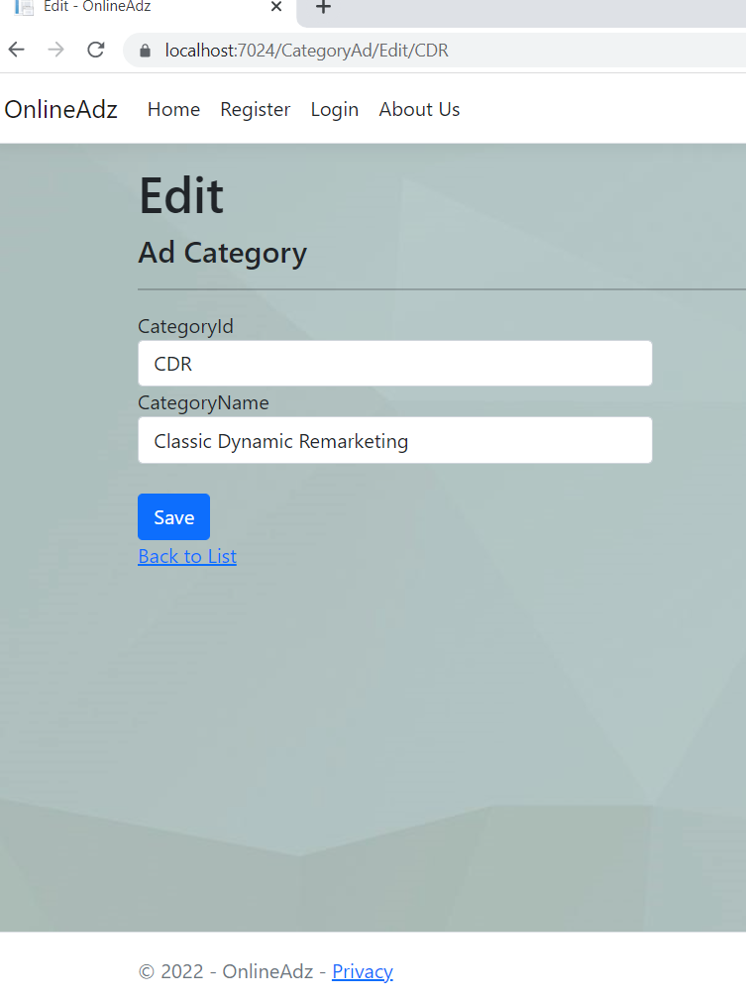 Edit - OnlineAdz
localhost:7024/CategoryAd/Edit/CDR
OnlineAdz Home Register Login About Us
Edit
Ad Category
CategoryId
CDR
CategoryName
Classic Dynamic Remarketing
Save
Back to List
© 2022 - OnlineAdz - Privacy